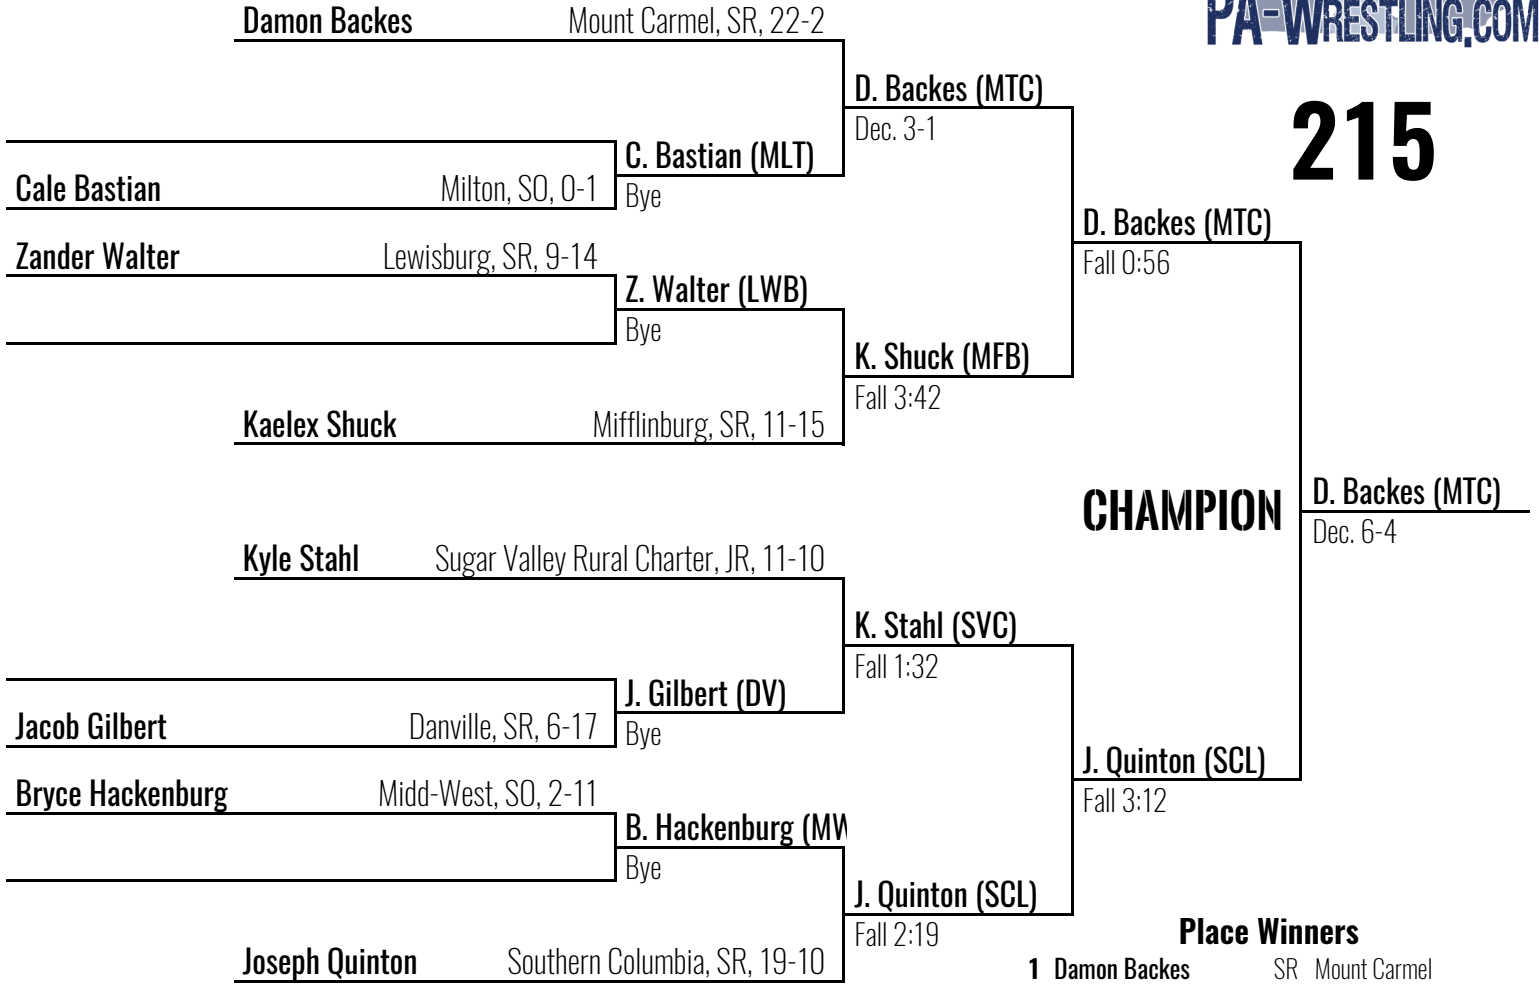 PA-WRESTLING.COM
215
Damon Backes Mount Carmel, SR, 22-2
D. Backes (MTC)
Dec. 3-1
C. Bastian (MLT)
Cale Bastian Milton, SO, 0-1
Bye
D. Backes (MTC)
Fall 0:56
Zander Walter Lewisburg, SR, 9-14
Z. Walter (LWB)
Bye
K. Shuck (MFB)
Fall 3:42
Kaelex Shuck Mifflinburg, SR, 11-15
CHAMPION
D. Backes (MTC)
Dec. 6-4
Kyle Stahl Sugar Valley Rural Charter, JR, 11-10
K. Stahl (SVC)
Fall 1:32
J. Gilbert (DV)
Jacob Gilbert Danville, SR, 6-17
Bye
J. Quinton (SCL)
Fall 3:12
Bryce Hackenburg Midd-West, SO, 2-11
B. Hackenburg (MW
Bye
J. Quinton (SCL)
Fall 2:19
Joseph Quinton Southern Columbia, SR, 19-10
Place Winners
1 Damon Backes SR Mount Carmel